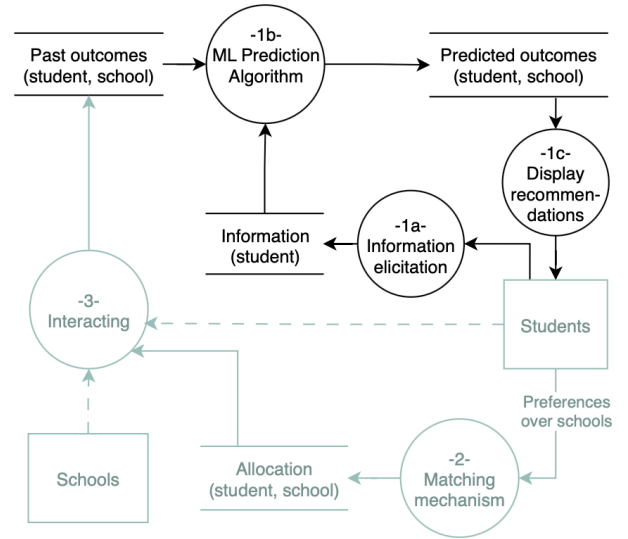 Past outcomes
(student, school)
-1b-
ML Prediction
Algorithm
Predicted outcomes
(student, school)
-1c-
Display
recommen-
dations
Information
(student)
-1a-
Information
elicitation
-3-
Interacting
Students
Preferences
over schools
Schools
Allocation
(student, school)
-2-
Matching
mechanism